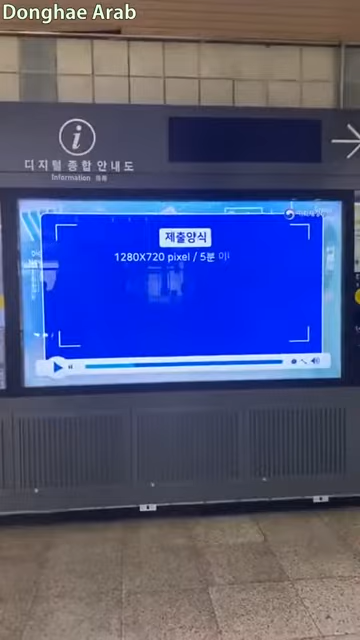 Donghae Arab
i
디지털 종합 안내도
Information
제출양식
1280X720 pixel / 5분 이